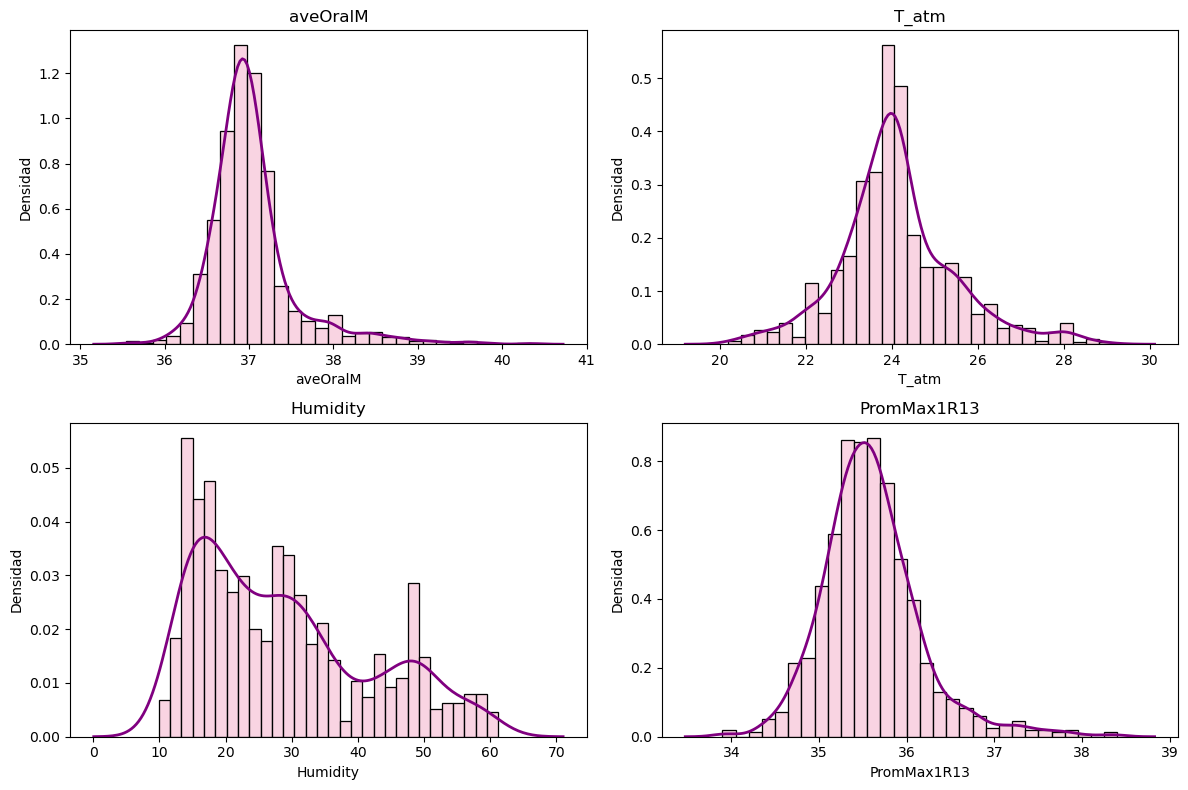 aveOralM
Densidad
1.2
1.0
0.8
0.6
0.4
0.2
0.0
35 36 37 38 39 40 41
aveOralM
T_atm
Densidad
0.5
0.4
0.3
0.2
0.1
0.0
20 22 24 26 28 30
T_atm
Humidity
Densidad
0.05
0.04
0.03
0.02
0.01
0.00
0 10 20 30 40 50 60 70
Humidity
PromMax1R13
Densidad
0.8
0.6
0.4
0.2
0.0
34 35 36 37 38 39
PromMax1R13